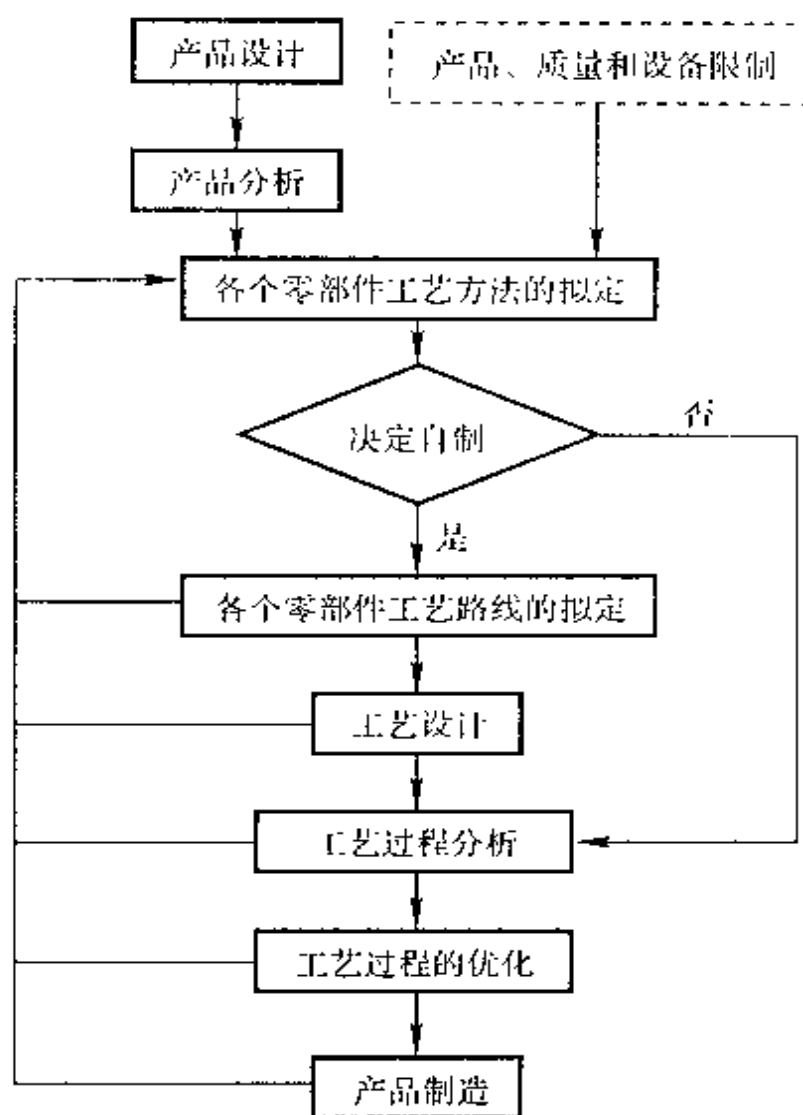 产品设计
产品、质量和设备限制
产品分析
各个零部件工艺方法的拟定
决定自制
否
是
各个零部件工艺路线的拟定
工艺设计
工艺过程分析
工艺过程的优化
产品制造